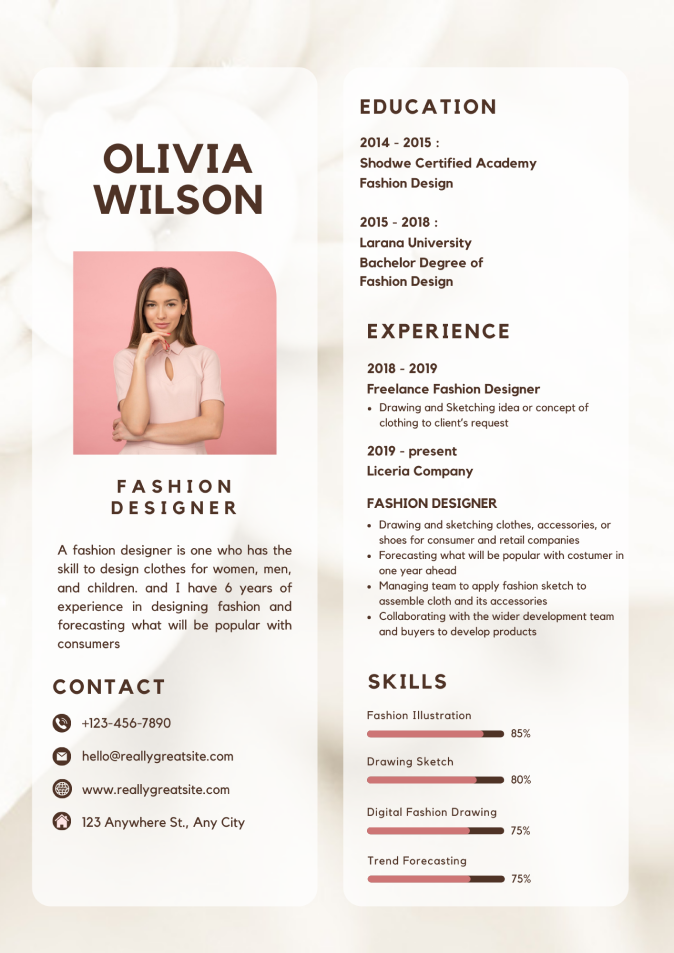 OLIVIA
WILSON
FASHION
DESIGNER
A fashion designer is one who has the
skill to design clothes for women, men,
and children. and I have 6 years of
experience in designing fashion and
forecasting what will be popular with
consumers
CONTACT
+123-456-7890
hello@reallygreatsite.com
www.reallygreatsite.com
123 Anywhere St., Any City
EDUCATION
2014 - 2015 :
Shodwe Certified Academy
Fashion Design
2015 - 2018 :
Larana University
Bachelor Degree of
Fashion Design
EXPERIENCE
2018 - 2019
Freelance Fashion Designer
• Drawing and Sketching idea or concept of
clothing to client's request
2019 - present
Liceria Company
FASHION DESIGNER
• Drawing and sketching clothes, accessories, or
shoes for consumer and retail companies
• Forecasting what will be popular with costumer in
one year ahead
• Managing team to apply fashion sketch to
assemble cloth and its accessories
• Collaborating with the wider development team
and buyers to develop products
SKILLS
Fashion Illustration
85%
Drawing Sketch
80%
Digital Fashion Drawing
75%
Trend Forecasting
75%